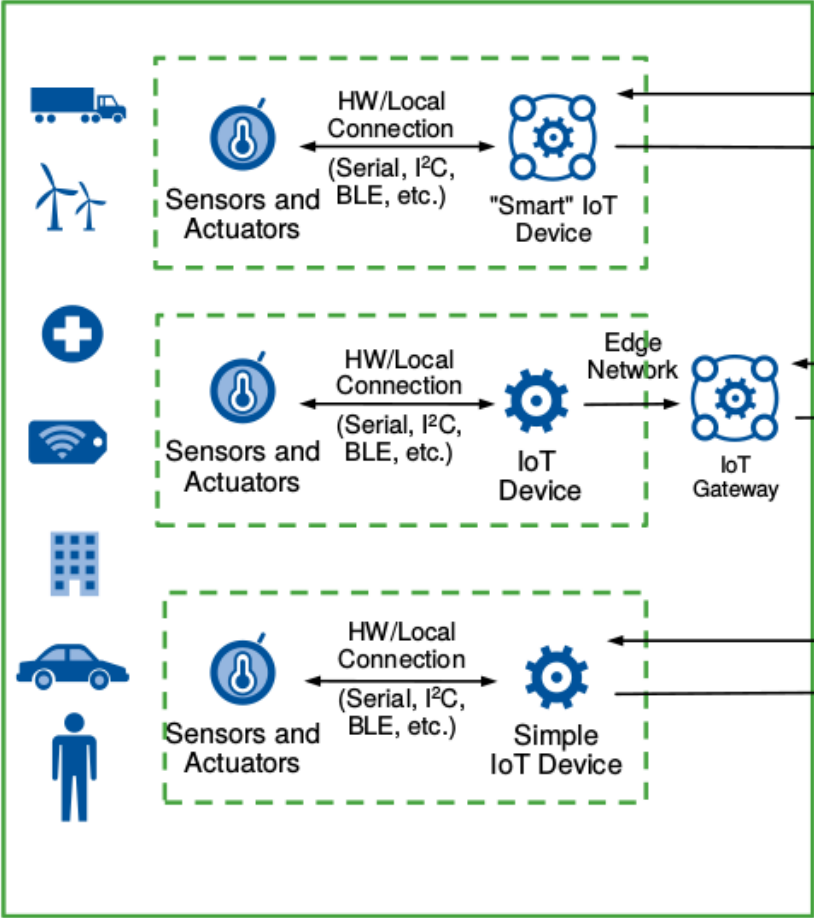 HW/Local
Connection
(Serial, I²C,
BLE, etc.)
Sensors and
Actuators
"Smart" IoT
Device
HW/Local
Connection
(Serial, I²C,
BLE, etc.)
Sensors and
Actuators
IoT
Device
Edge
Network
IoT
Gateway
HW/Local
Connection
(Serial, I²C,
BLE, etc.)
Sensors and
Actuators
Simple
IoT Device